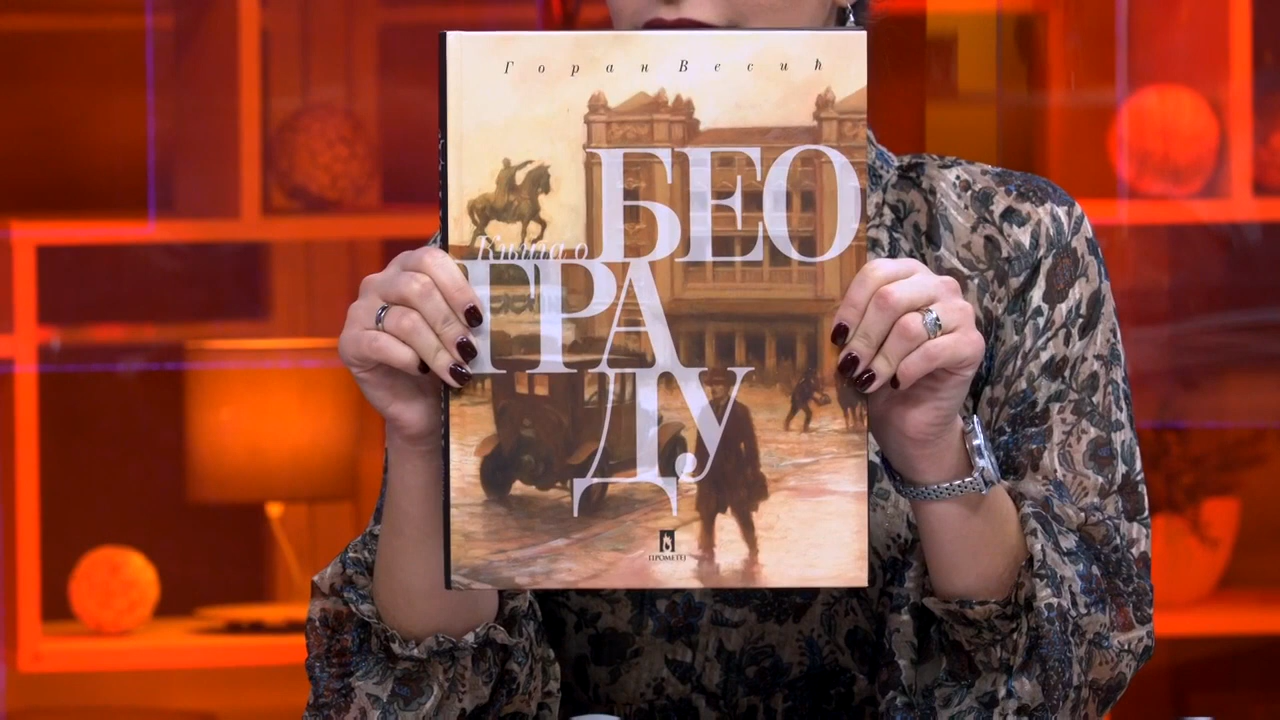 Горан Весић
Књига о
БЕО
ГРА
ДУ
ПРОМЕТЕЈ